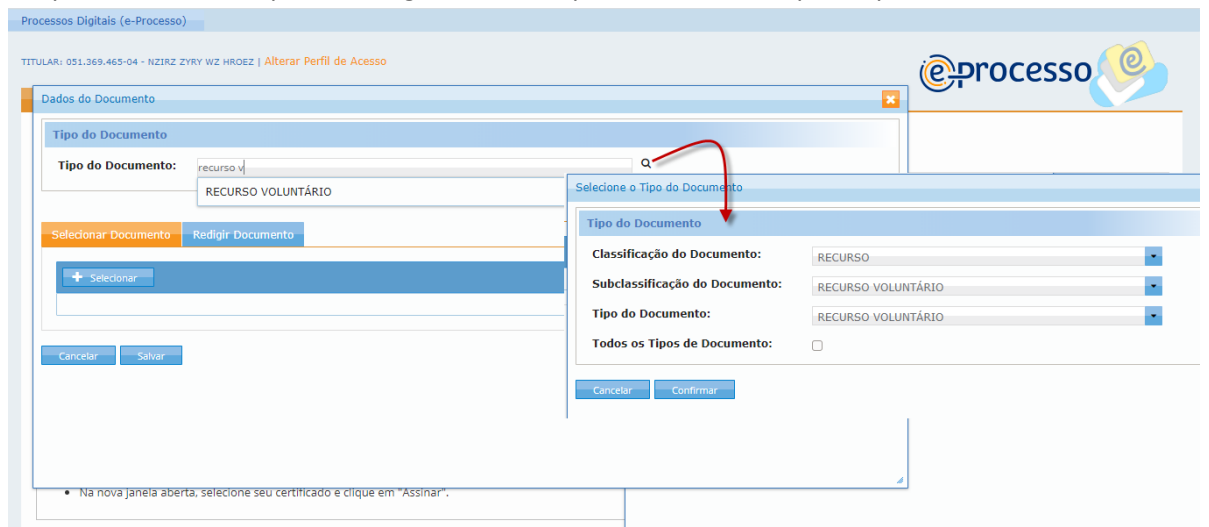 Processos Digitais (e-Processo)
TITULAR: 051.369.465-04 - NZIRZ ZYRY WZ HROEZ | Alterar Perfil de Acesso
e-processo
Dados do Documento
Tipo do Documento
Tipo do Documento: recurso v
RECURSO VOLUNTÁRIO
Selecionar Documento Redigir Documento
+ Selecionar
Cancelar Salvar
Selecione o Tipo do Documento
Tipo do Documento
Classificação do Documento: RECURSO
Subclassificação do Documento: RECURSO VOLUNTÁRIO
Tipo do Documento: RECURSO VOLUNTÁRIO
Todos os Tipos de Documento:
Cancelar Confirmar
• Na nova janela aberta, selecione seu certificado e clique em "Assinar".